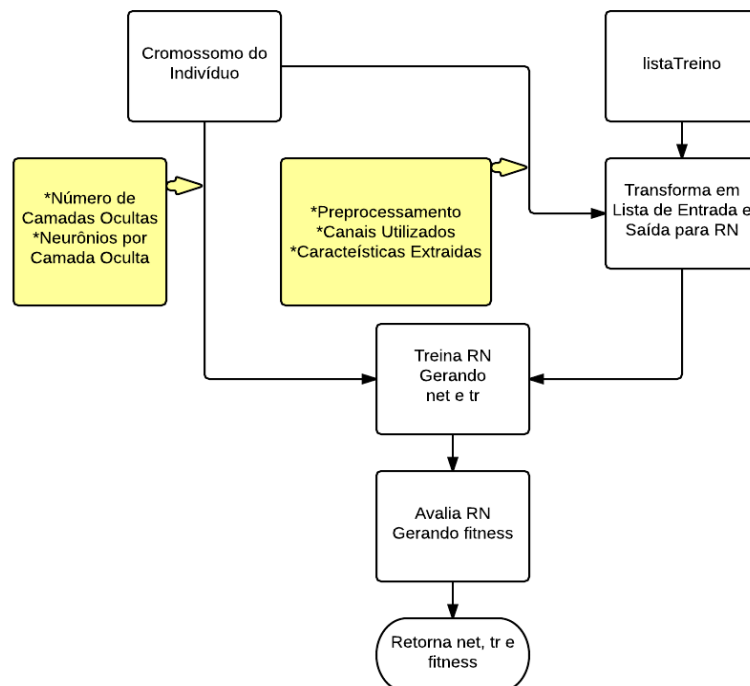 Cromossomo do
Indivíduo
listaTreino
*Número de
Camadas Ocultas
*Neurônios por
Camada Oculta
*Preprocessamento
*Canais Utilizados
*Caracteísticas Extraidas
Transforma em
Lista de Entrada e
Saída para RN
Treina RN
Gerando
net e tr
Avalia RN
Gerando fitness
Retorna net, tr e
fitness